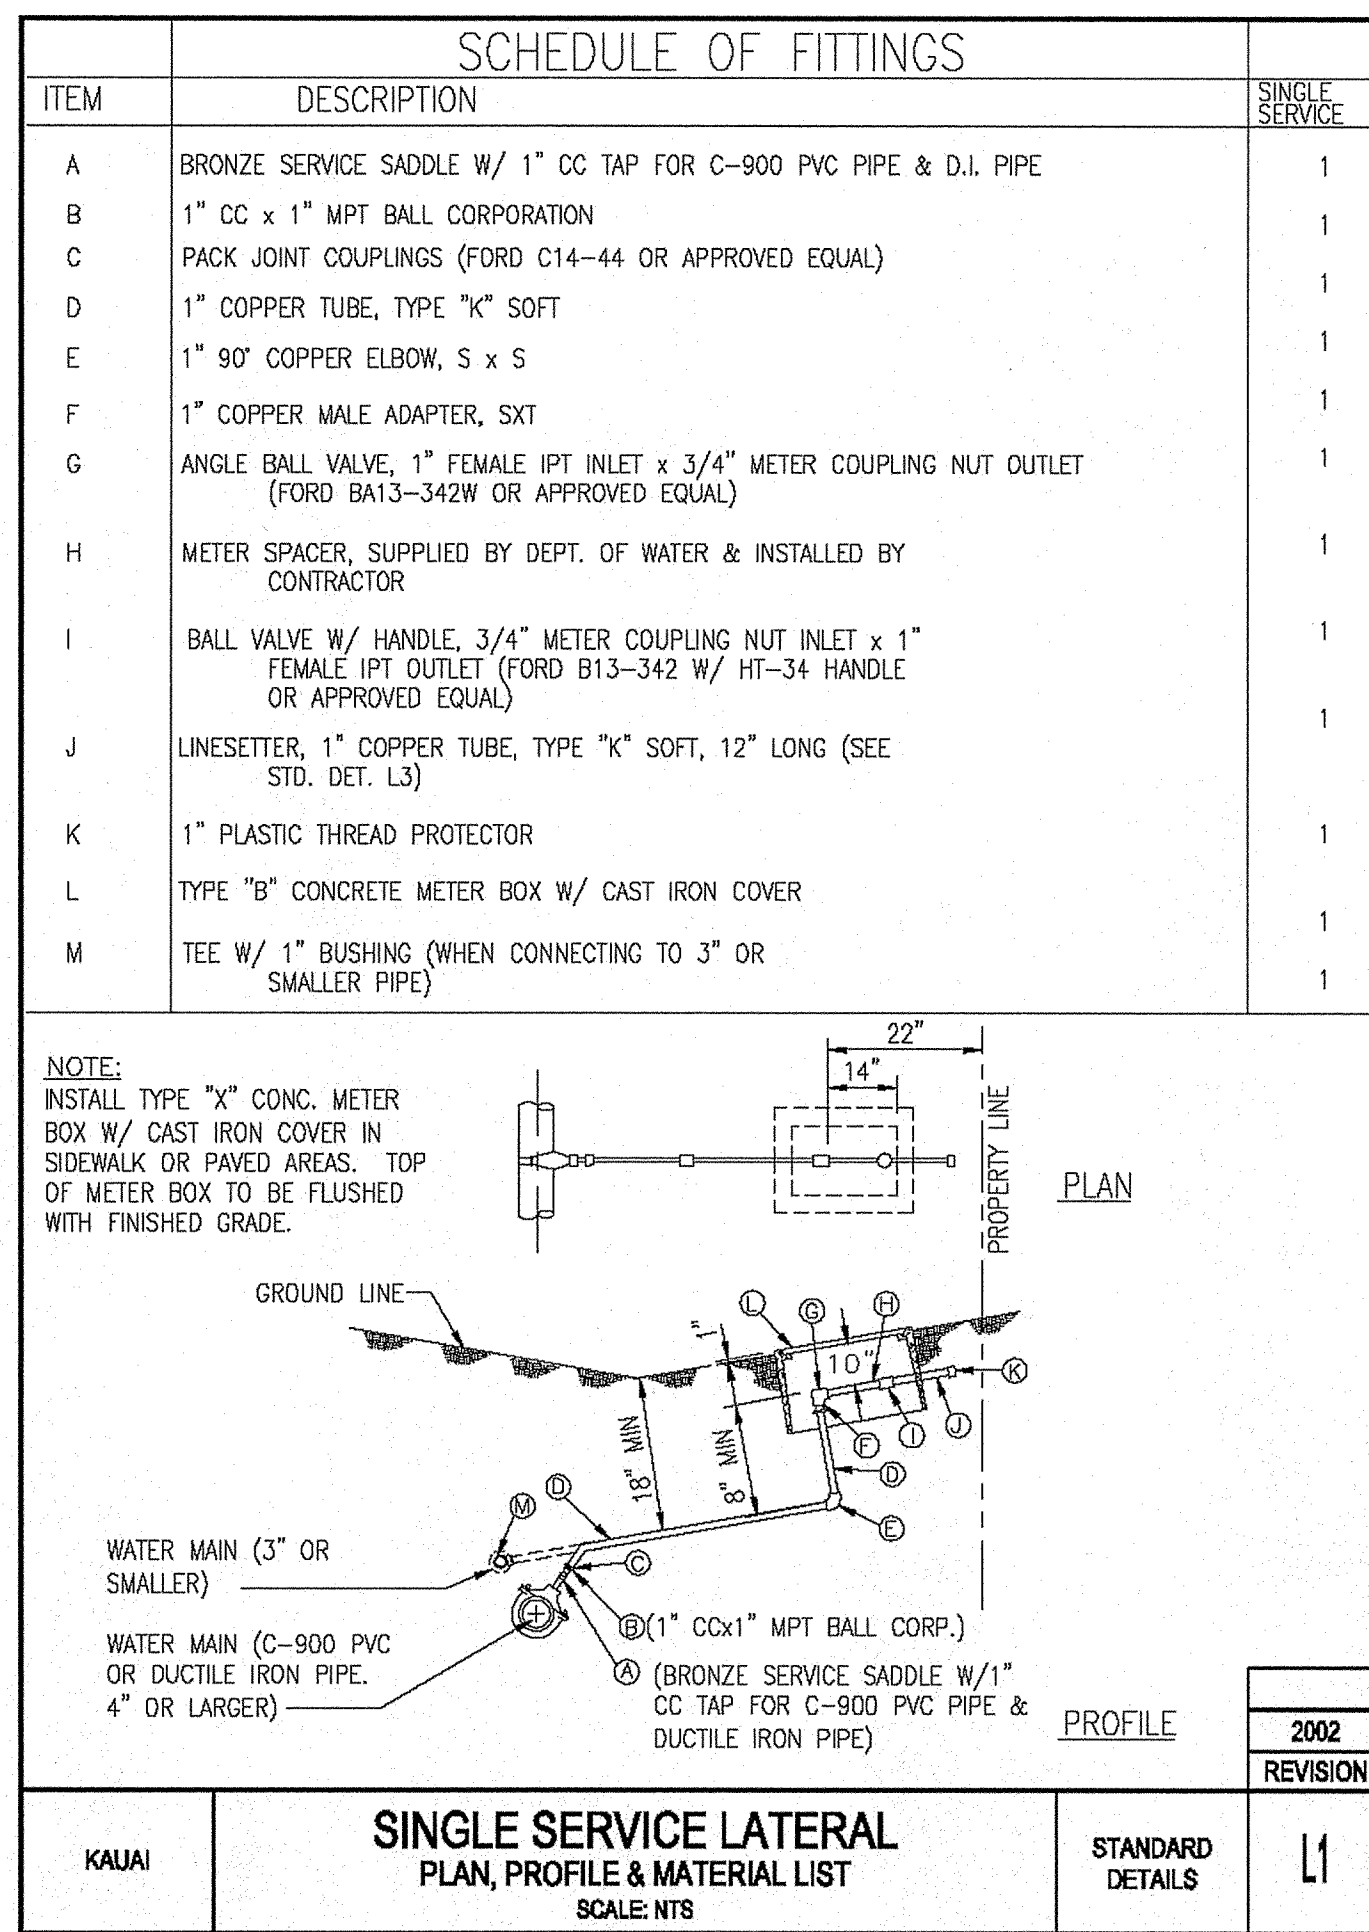 SCHEDULE OF FITTINGS
ITEM DESCRIPTION SINGLE SERVICE
A BRONZE SERVICE SADDLE W/ 1" CC TAP FOR C-900 PVC PIPE & D.I. PIPE 1
B 1" CC x 1" MPT BALL CORPORATION 1
C PACK JOINT COUPLINGS (FORD C14-44 OR APPROVED EQUAL) 1
D 1" COPPER TUBE, TYPE "K" SOFT
E 1" 90° COPPER ELBOW, S x S 1
F 1" COPPER MALE ADAPTER, SXT 1
G ANGLE BALL VALVE, 1" FEMALE IPT INLET x 3/4" METER COUPLING NUT OUTLET 1
(FORD BA13-342W OR APPROVED EQUAL)
H METER SPACER, SUPPLIED BY DEPT. OF WATER & INSTALLED BY 1
CONTRACTOR
I BALL VALVE W/ HANDLE, 3/4" METER COUPLING NUT INLET x 1" 1
FEMALE IPT OUTLET (FORD B13-342 W/ HT-34 HANDLE
OR APPROVED EQUAL)
1
J LINESETTER, 1" COPPER TUBE, TYPE "K" SOFT, 12" LONG (SEE
STD. DET. L3)
K 1" PLASTIC THREAD PROTECTOR 1
L TYPE "B" CONCRETE METER BOX W/ CAST IRON COVER
1
M TEE W/ 1" BUSHING (WHEN CONNECTING TO 3" OR
SMALLER PIPE) 1
NOTE:
INSTALL TYPE "X" CONC. METER
BOX W/ CAST IRON COVER IN
SIDEWALK OR PAVED AREAS. TOP
OF METER BOX TO BE FLUSHED
WITH FINISHED GRADE.
22"
14"
PROPERTY LINE
PLAN
GROUND LINE
1"
L
G
H
10"
K
J
I
F
D
E
18" MIN
8" MIN
D
M
C
WATER MAIN (3" OR
SMALLER)
B (1" CCx1" MPT BALL CORP.)
WATER MAIN (C-900 PVC
OR DUCTILE IRON PIPE.
4" OR LARGER)
A (BRONZE SERVICE SADDLE W/1"
CC TAP FOR C-900 PVC PIPE &
DUCTILE IRON PIPE)
PROFILE
2002
REVISION
KAUAI
SINGLE SERVICE LATERAL
PLAN, PROFILE & MATERIAL LIST
SCALE: NTS
STANDARD
DETAILS
L1